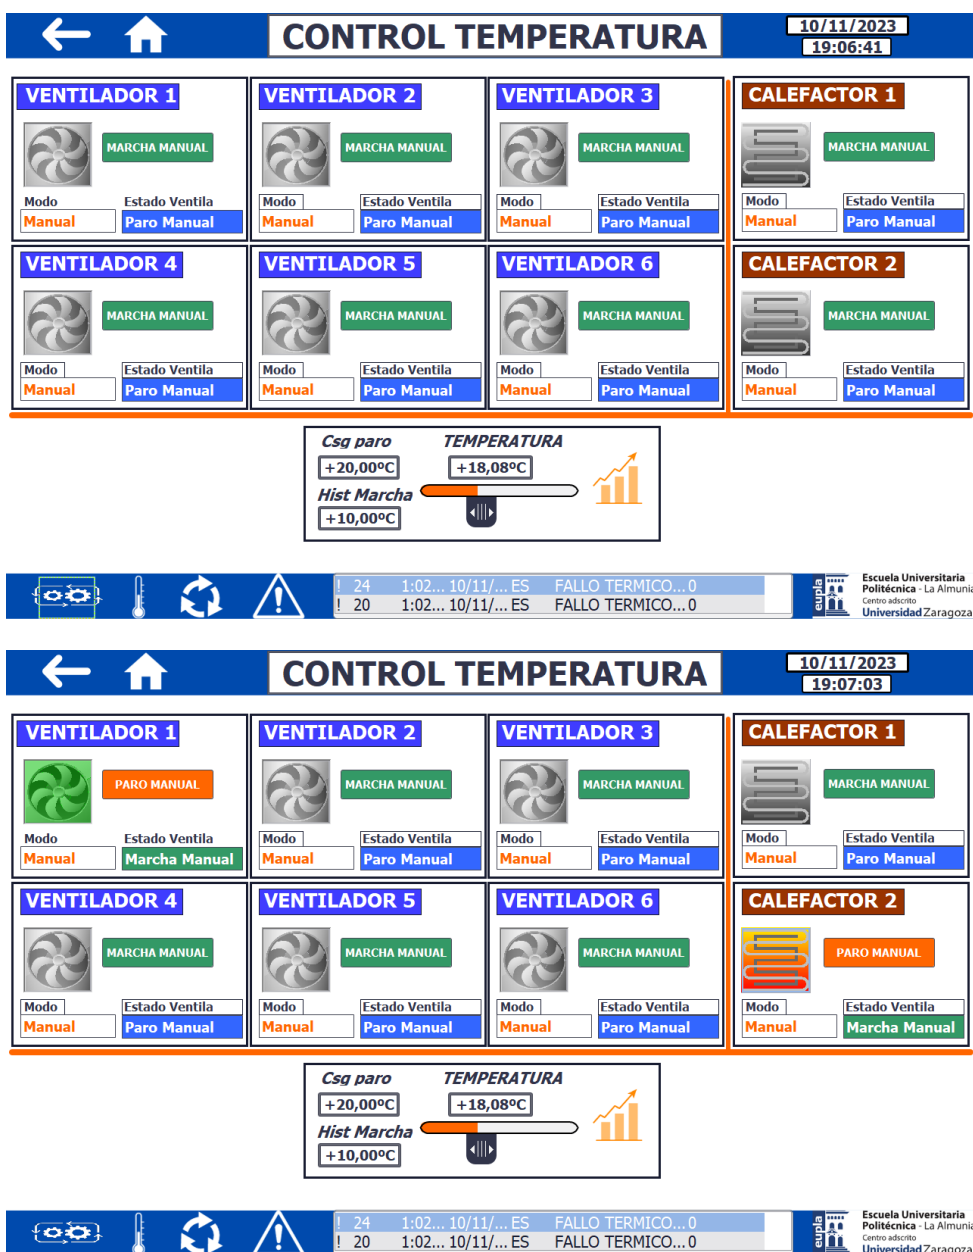 CONTROL TEMPERATURA
10/11/2023
19:06:41
VENTILADOR 1
MARCHA MANUAL
Modo Estado Ventila
Manual Paro Manual
VENTILADOR 2
MARCHA MANUAL
Modo Estado Ventila
Manual Paro Manual
VENTILADOR 3
MARCHA MANUAL
Modo Estado Ventila
Manual Paro Manual
CALEFACTOR 1
MARCHA MANUAL
Modo Estado Ventila
Manual Paro Manual
VENTILADOR 4
MARCHA MANUAL
Modo Estado Ventila
Manual Paro Manual
VENTILADOR 5
MARCHA MANUAL
Modo Estado Ventila
Manual Paro Manual
VENTILADOR 6
MARCHA MANUAL
Modo Estado Ventila
Manual Paro Manual
CALEFACTOR 2
MARCHA MANUAL
Modo Estado Ventila
Manual Paro Manual
Csg paro TEMPERATURA
+20,00ºC +18,08ºC
Hist Marcha
+10,00ºC
! 24 1:02... 10/11/... ES FALLO TERMICO... 0
! 20 1:02... 10/11/... ES FALLO TERMICO... 0
eupla
Escuela Universitaria
Politécnica - La Almunia
Centro adscrito
Universidad Zaragoza
CONTROL TEMPERATURA
10/11/2023
19:07:03
VENTILADOR 1
PARO MANUAL
Modo Estado Ventila
Manual Marcha Manual
VENTILADOR 2
MARCHA MANUAL
Modo Estado Ventila
Manual Paro Manual
VENTILADOR 3
MARCHA MANUAL
Modo Estado Ventila
Manual Paro Manual
CALEFACTOR 1
MARCHA MANUAL
Modo Estado Ventila
Manual Paro Manual
VENTILADOR 4
MARCHA MANUAL
Modo Estado Ventila
Manual Paro Manual
VENTILADOR 5
MARCHA MANUAL
Modo Estado Ventila
Manual Paro Manual
VENTILADOR 6
MARCHA MANUAL
Modo Estado Ventila
Manual Paro Manual
CALEFACTOR 2
PARO MANUAL
Modo Estado Ventila
Manual Marcha Manual
Csg paro TEMPERATURA
+20,00ºC +18,08ºC
Hist Marcha
+10,00ºC
! 24 1:02... 10/11/... ES FALLO TERMICO... 0
! 20 1:02... 10/11/... ES FALLO TERMICO... 0
eupla
Escuela Universitaria
Politécnica - La Almunia
Centro adscrito
Universidad Zaragoza